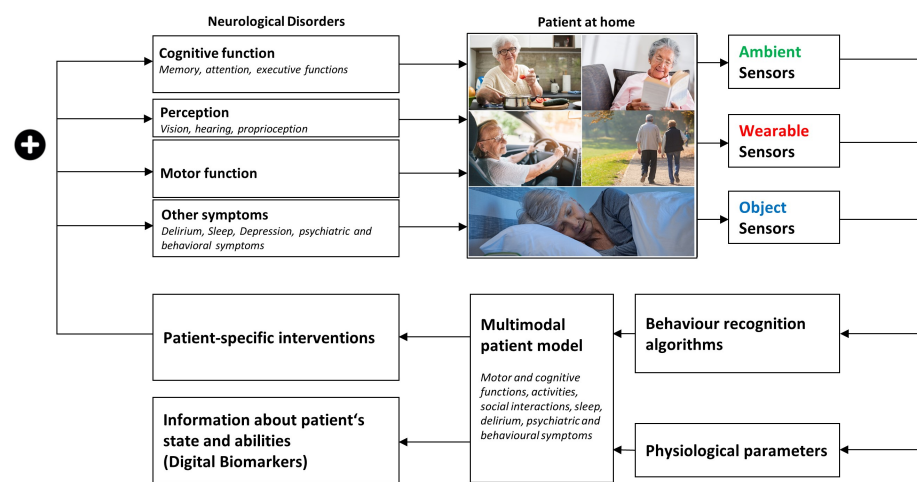 Neurological Disorders
Patient at home
Cognitive function
Memory, attention, executive functions
Perception
Vision, hearing, proprioception
Motor function
Other symptoms
Delirium, Sleep, Depression, psychiatric and
behavioral symptoms
Ambient
Sensors
Wearable
Sensors
Object
Sensors
Patient-specific interventions
Information about patient‘s
state and abilities
(Digital Biomarkers)
Multimodal
patient model
Motor and cognitive
functions, activities,
social interactions, sleep,
delirium, psychiatric and
behavioural symptoms
Behaviour recognition
algorithms
Physiological parameters